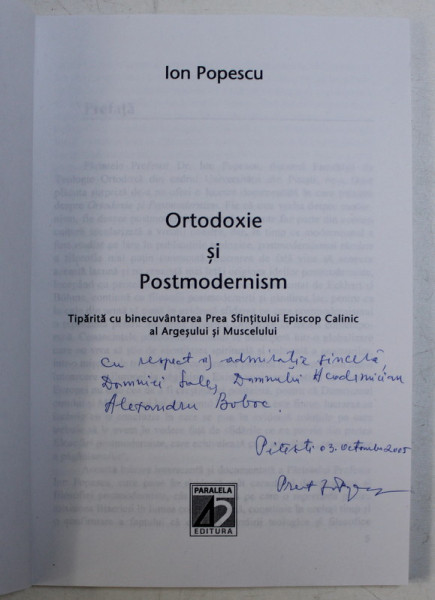 Ion Popescu
Ortodoxie
și
Postmodernism
Tipărită cu binecuvântarea Prea Sfințitului Episcop Calinic
al Argeșului și Muscelului
Cu respect și admirație sinceră
Domniei Sale, Domnului Academician
Alexandru Boboc.
Pitești 03. Octombrie 2005
PARALELA
45
EDITURA
5